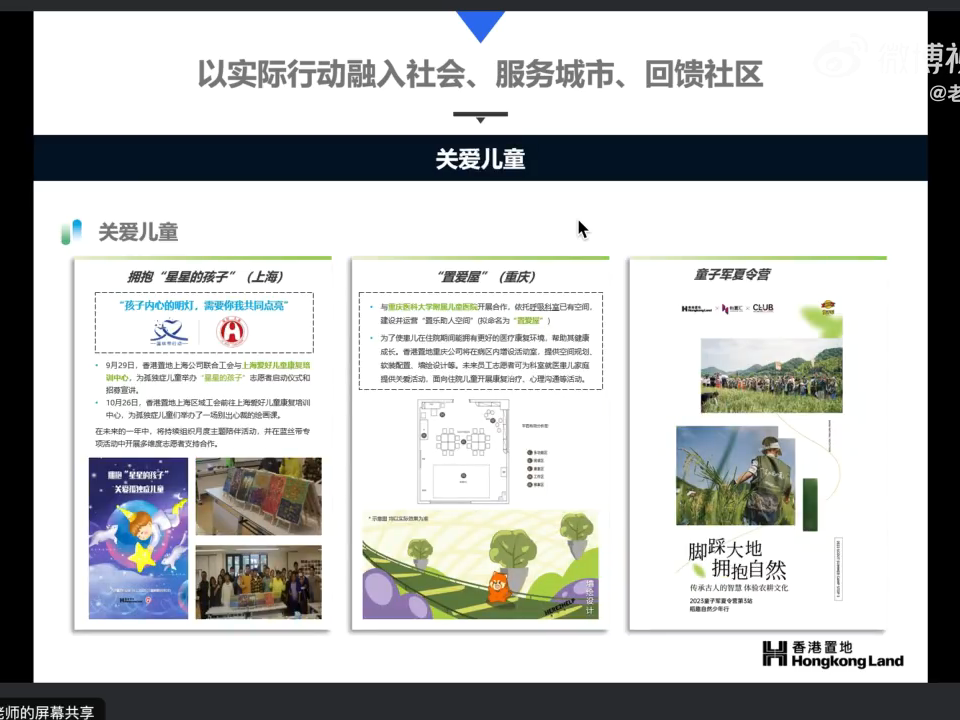 以实际行动融入社会、服务城市、回馈社区
关爱儿童
关爱儿童
拥抱“星星的孩子”（上海）
“孩子内心的明灯，需要你我共同点亮”
9月29日，香港置地上海公司联合工会与上海爱好儿童康复培
训中心，为孤独症儿童举办“星星的孩子”志愿者启动仪式和
招募宣讲。
10月26日，香港置地上海区域工会前往上海爱好儿童康复培训
中心，为孤独症儿童们举办了一场别出心裁的绘画课。
在未来的一年中，将持续组织月度主题陪伴活动，并在蓝丝带专
项活动中开展多维度志愿者支持合作。
拥抱“星星的孩子”
关爱孤独症儿童
“置爱屋”（重庆）
与重庆医科大学附属儿童医院开展合作，依托呼吸科室已有空间，
建设并运营“置乐助人空间”(拟命名为“置爱屋”）
为了使患儿在住院期间能拥有更好的医疗康复环境，帮助其健康
成长。香港置地重庆公司将在病区内增设活动室，提供空间规划、
软装配置、墙绘设计等。未来员工志愿者可为科室就医患儿家庭
提供关爱活动，面向住院儿童开展康复治疗、心理沟通等活动。
*示意图 用以实际效果为准
墙绘设计
童子军夏令营
HongkongLand
CLUB
脚踩大地
拥抱自然
传承古人的智慧 体验农耕文化
2023童子军夏令营第3站
稻趣自然少年行
香港置地
HongkongLand
微博
@老
老师的屏幕共享